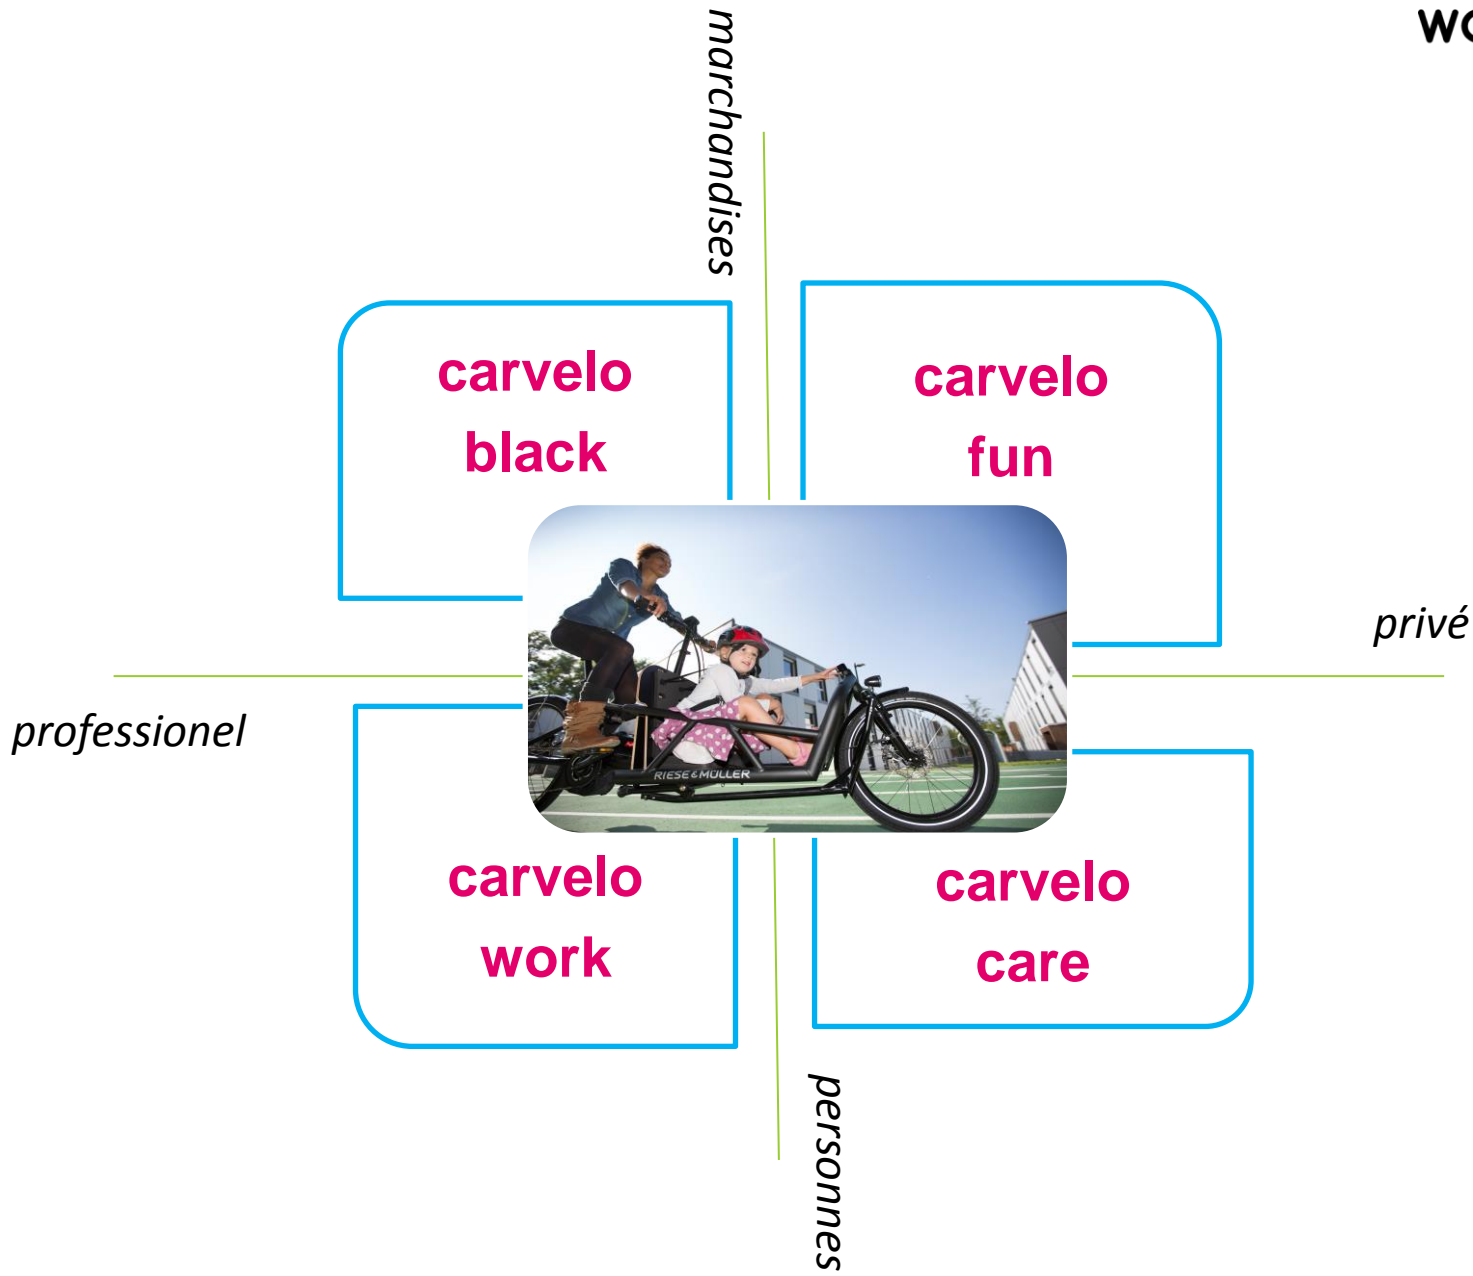 marchandises
carvelo
black
carvelo
fun
privé
professionel
RIESE & MÜLLER
carvelo
work
carvelo
care
personnes